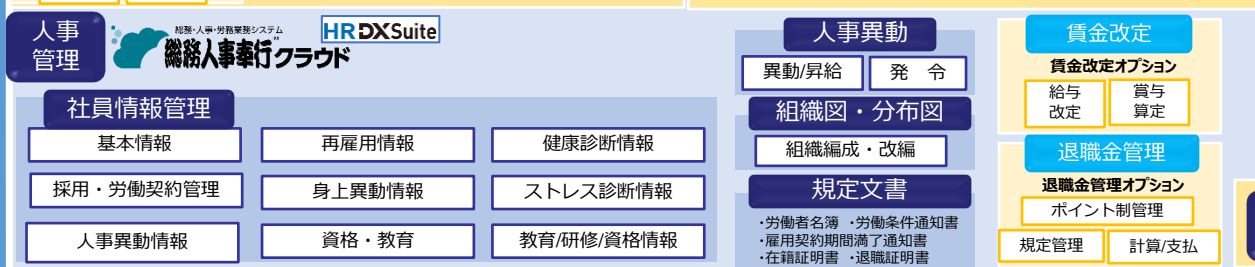 人事
管理
総務・人事・労務業務システム
總務人事奉行クラウド
HR DXSuite
社員情報管理
基本情報
再雇用情報
健康診断情報
採用・労働契約管理
身上異動情報
ストレス診断情報
人事異動情報
資格・教育
教育/研修/資格情報
人事異動
異動/昇給
発 令
組織図・分布図
組織編成・改編
規定文書
・労働者名簿 ・労働条件通知書
・雇用契約期間満了通知書
・在籍証明書 ・退職証明書
賃金改定
賃金改定オプション
給与
改定
賞与
算定
退職金管理
退職金管理オプション
ポイント制管理
規定管理
計算/支払